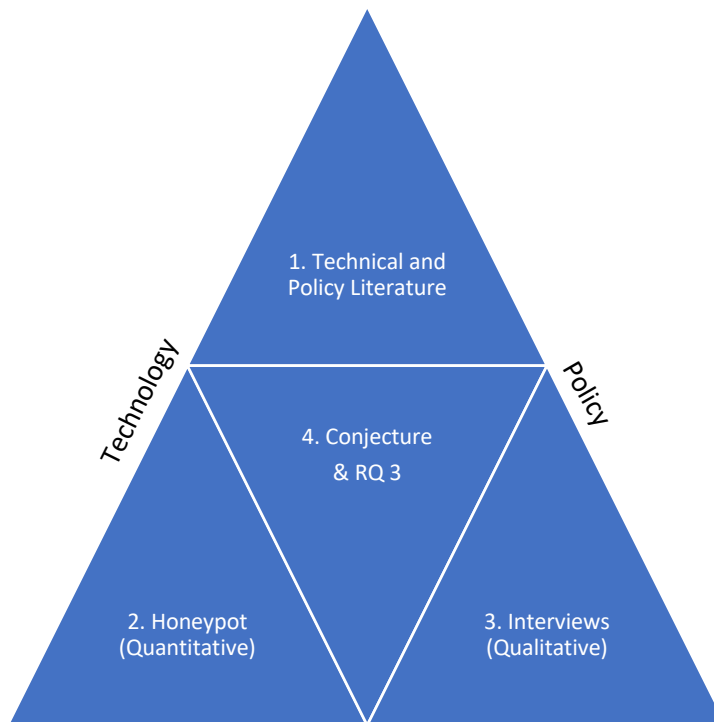 1. Technical and
Policy Literature
Technology
Policy
4. Conjecture
& RQ 3
2. Honeypot
(Quantitative)
3. Interviews
(Qualitative)